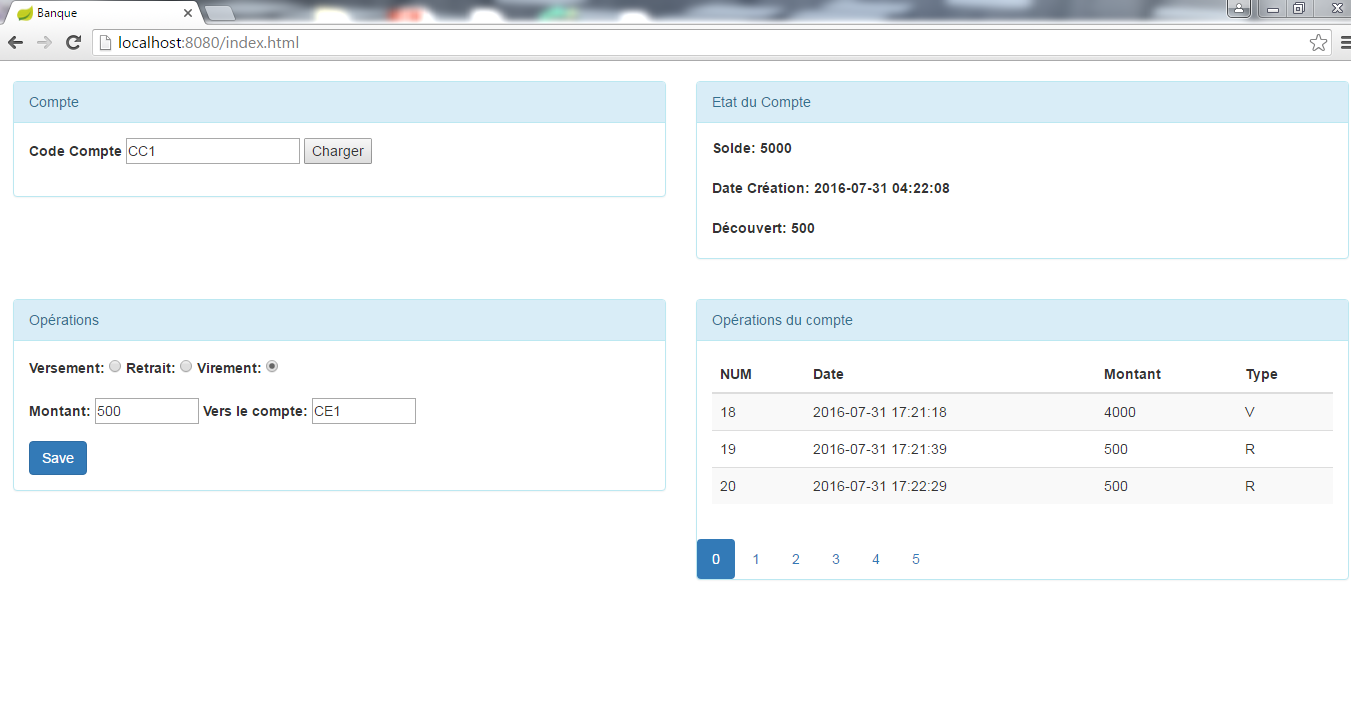 Banque
localhost:8080/index.html
Compte
Code Compte CC1 Charger
Etat du Compte
Solde: 5000
Date Création: 2016-07-31 04:22:08
Découvert: 500
Opérations
Versement: Retrait: Virement:
Montant: 500 Vers le compte: CE1
Save
Opérations du compte
NUM Date Montant Type
18 2016-07-31 17:21:18 4000 V
19 2016-07-31 17:21:39 500 R
20 2016-07-31 17:22:29 500 R
0 1 2 3 4 5